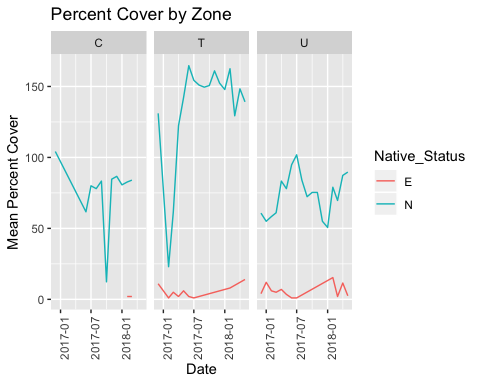 Percent Cover by Zone
C T U
Mean Percent Cover
150
100
50
0
2017-01 2017-07 2018-01 2017-01 2017-07 2018-01 2017-01 2017-07 2018-01
Date
Native_Status
E
N